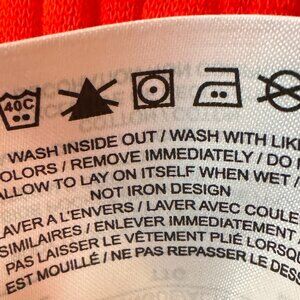 40C
WASH INSIDE OUT / WASH WITH LIKE
COLORS / REMOVE IMMEDIATELY / DO
ALLOW TO LAY ON ITSELF WHEN WET /
NOT IRON DESIGN
LAVER A L'ENVERS / LAVER AVEC COULE
SIMILAIRES / ENLEVER IMMEDIATEMENT
PAS LAISSER LE VÊTEMENT PLIÉ LORSQ
EST MOUILLÉ / NE PAS REPASSER LE DES